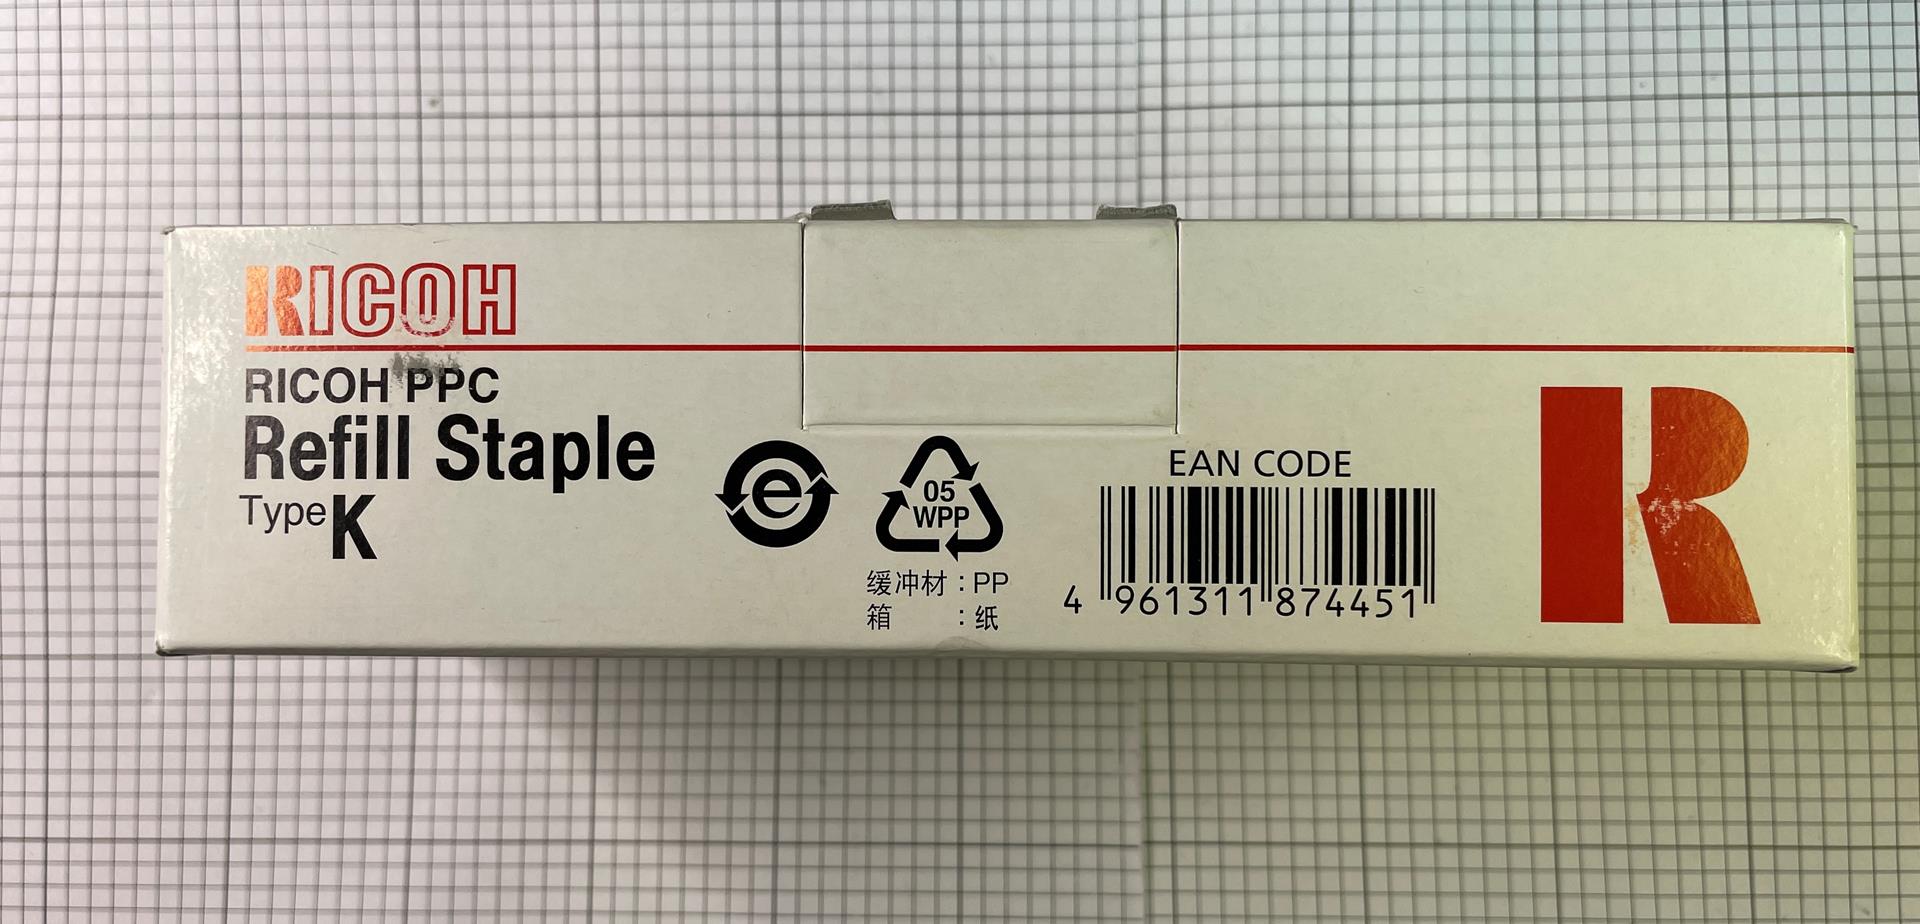 RICOH
RICOH PPC
Refill Staple
Type K
e
05
WPP
缓冲材：PP
箱　　：纸
EAN CODE
4 961311 874451
R